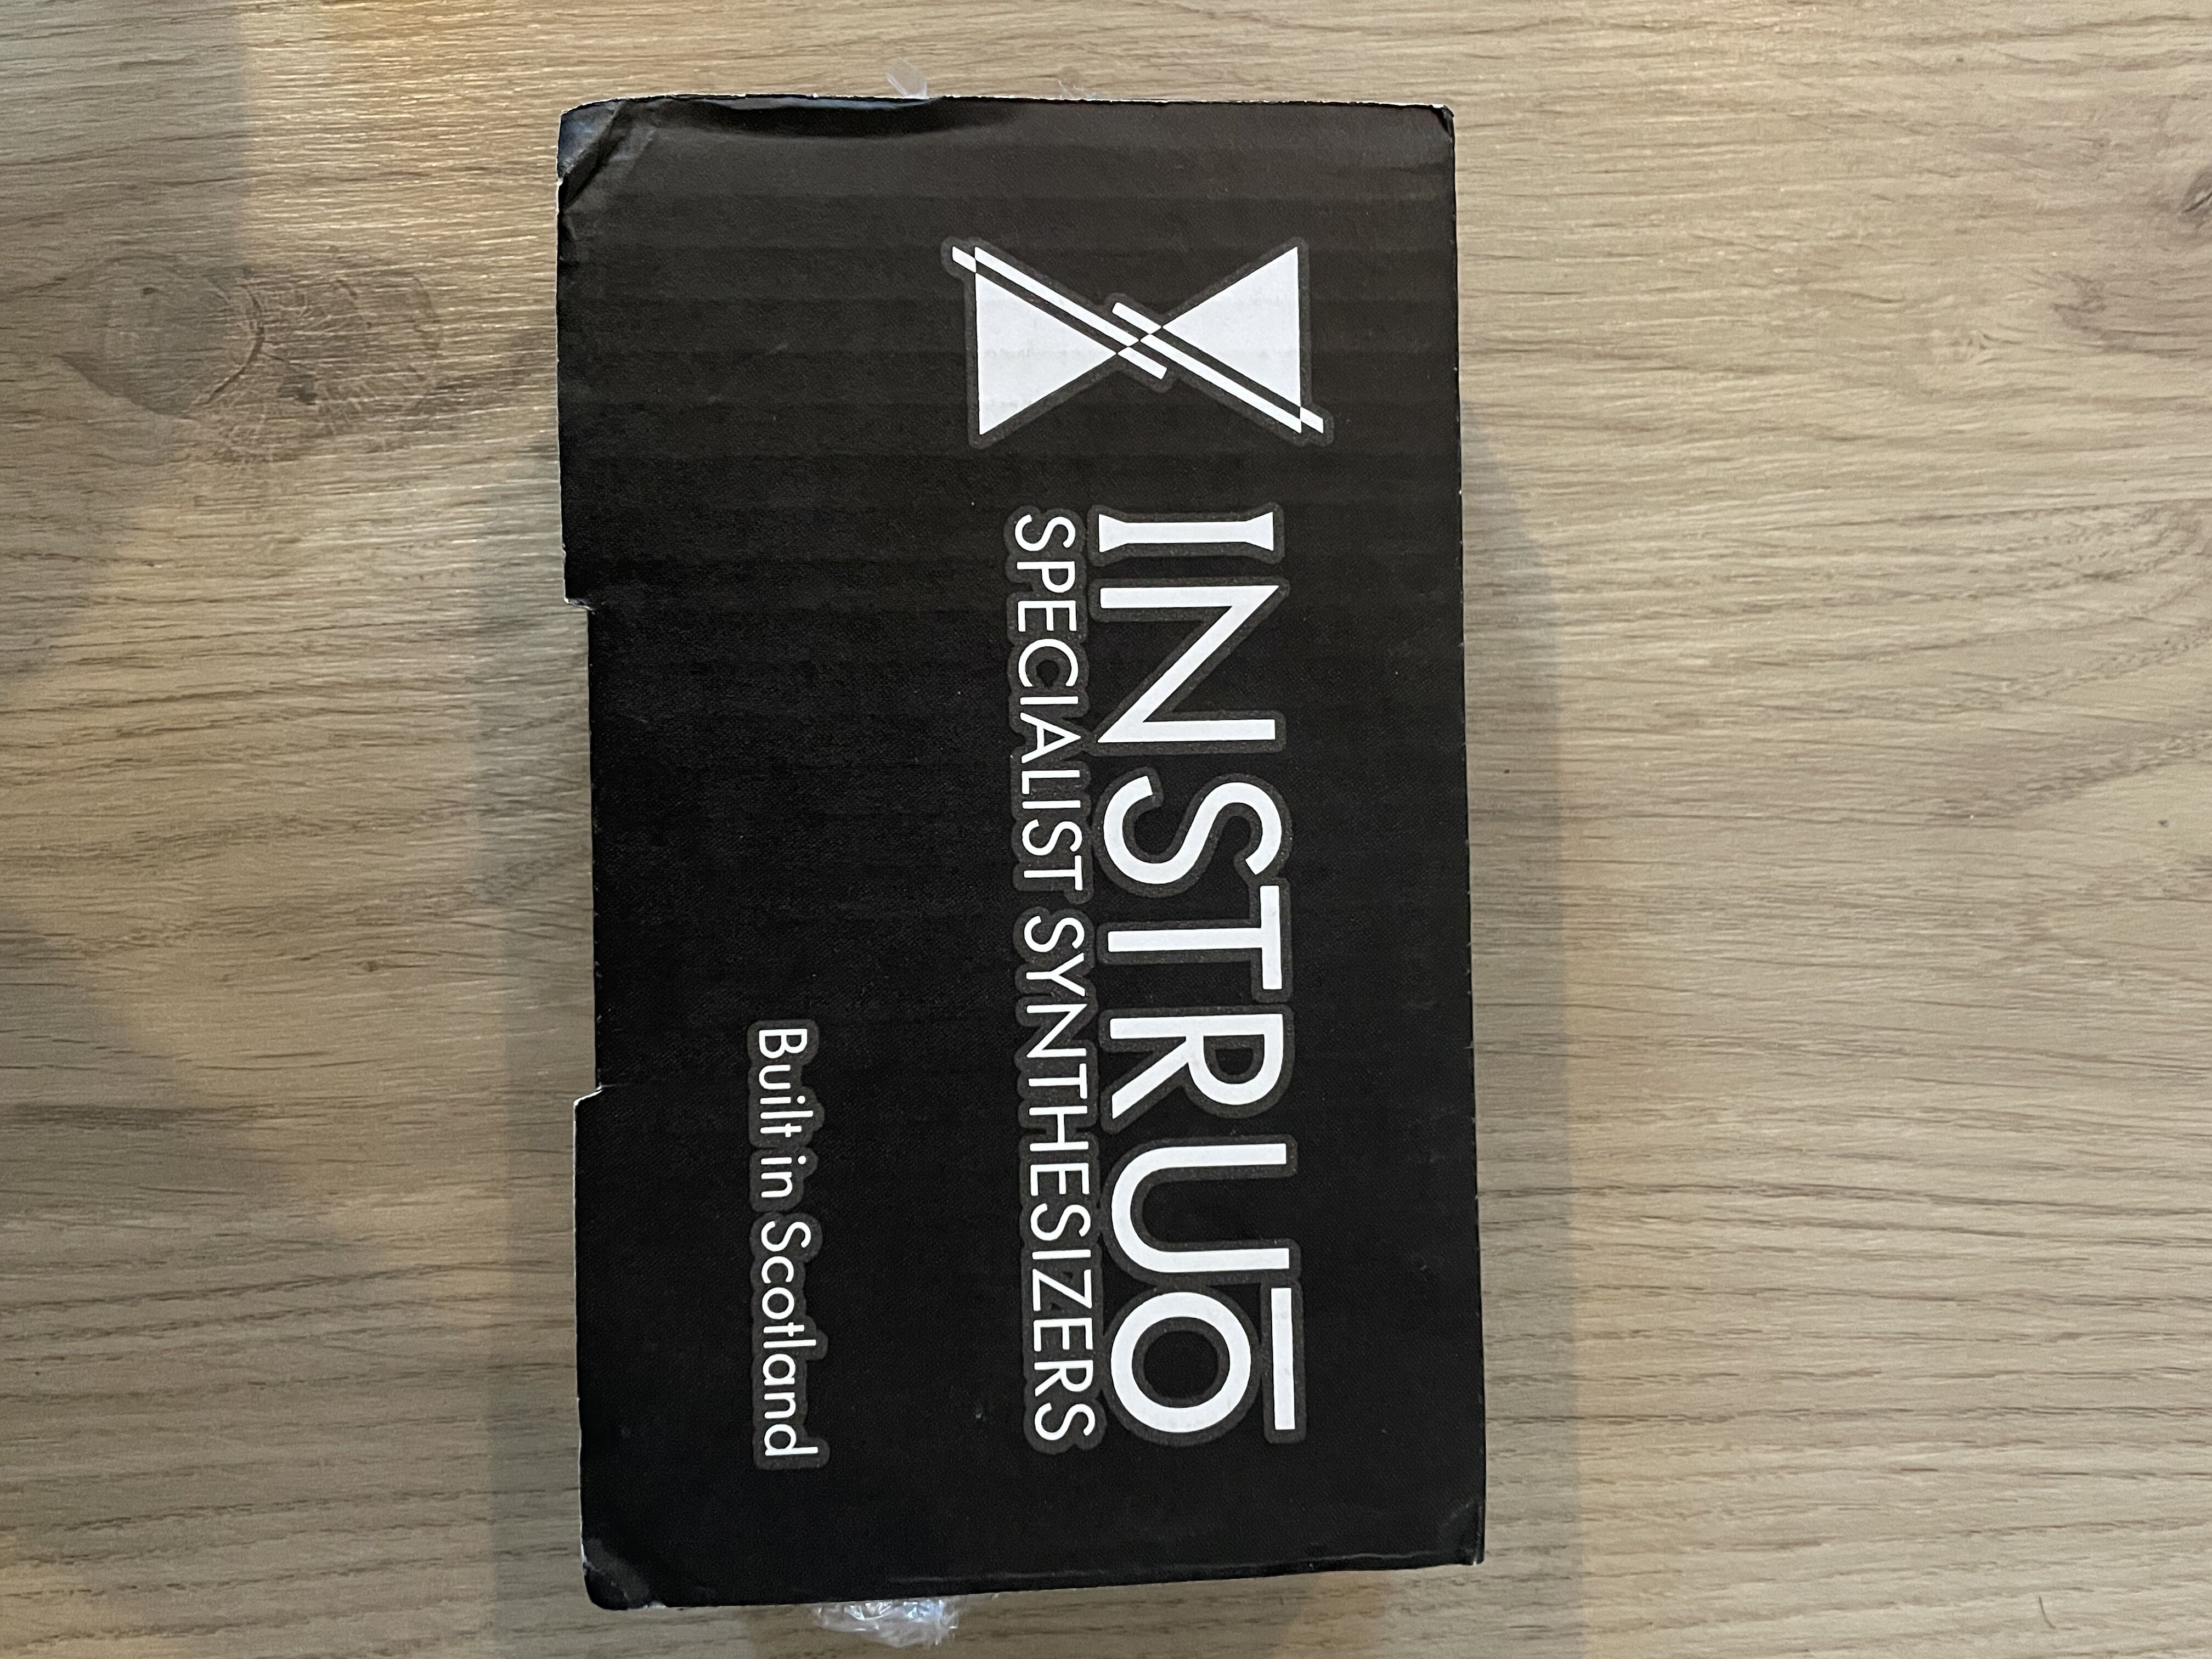 INSTRUŌ
SPECIALIST SYNTHESIZERS
Built in Scotland